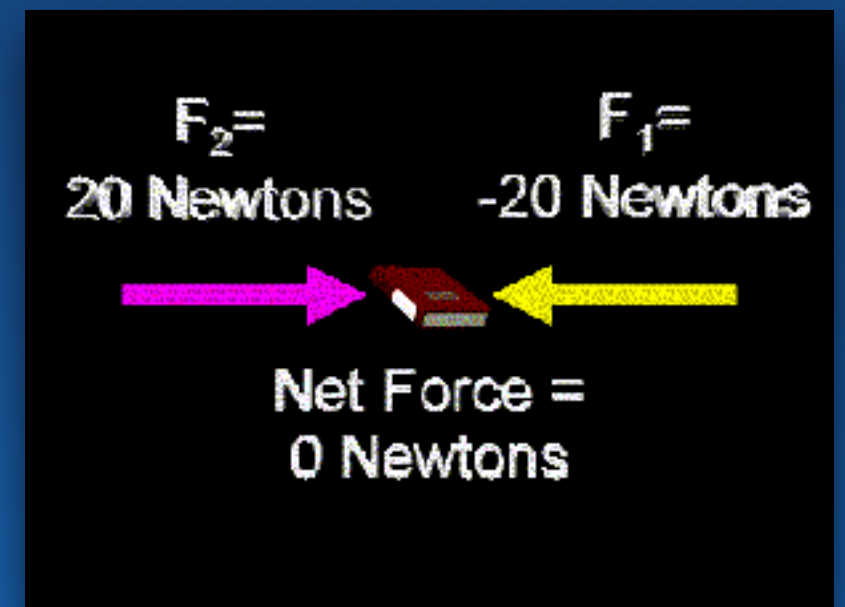 F₂=
20 Newtons
F₁=
-20 Newtons
Net Force =
0 Newtons